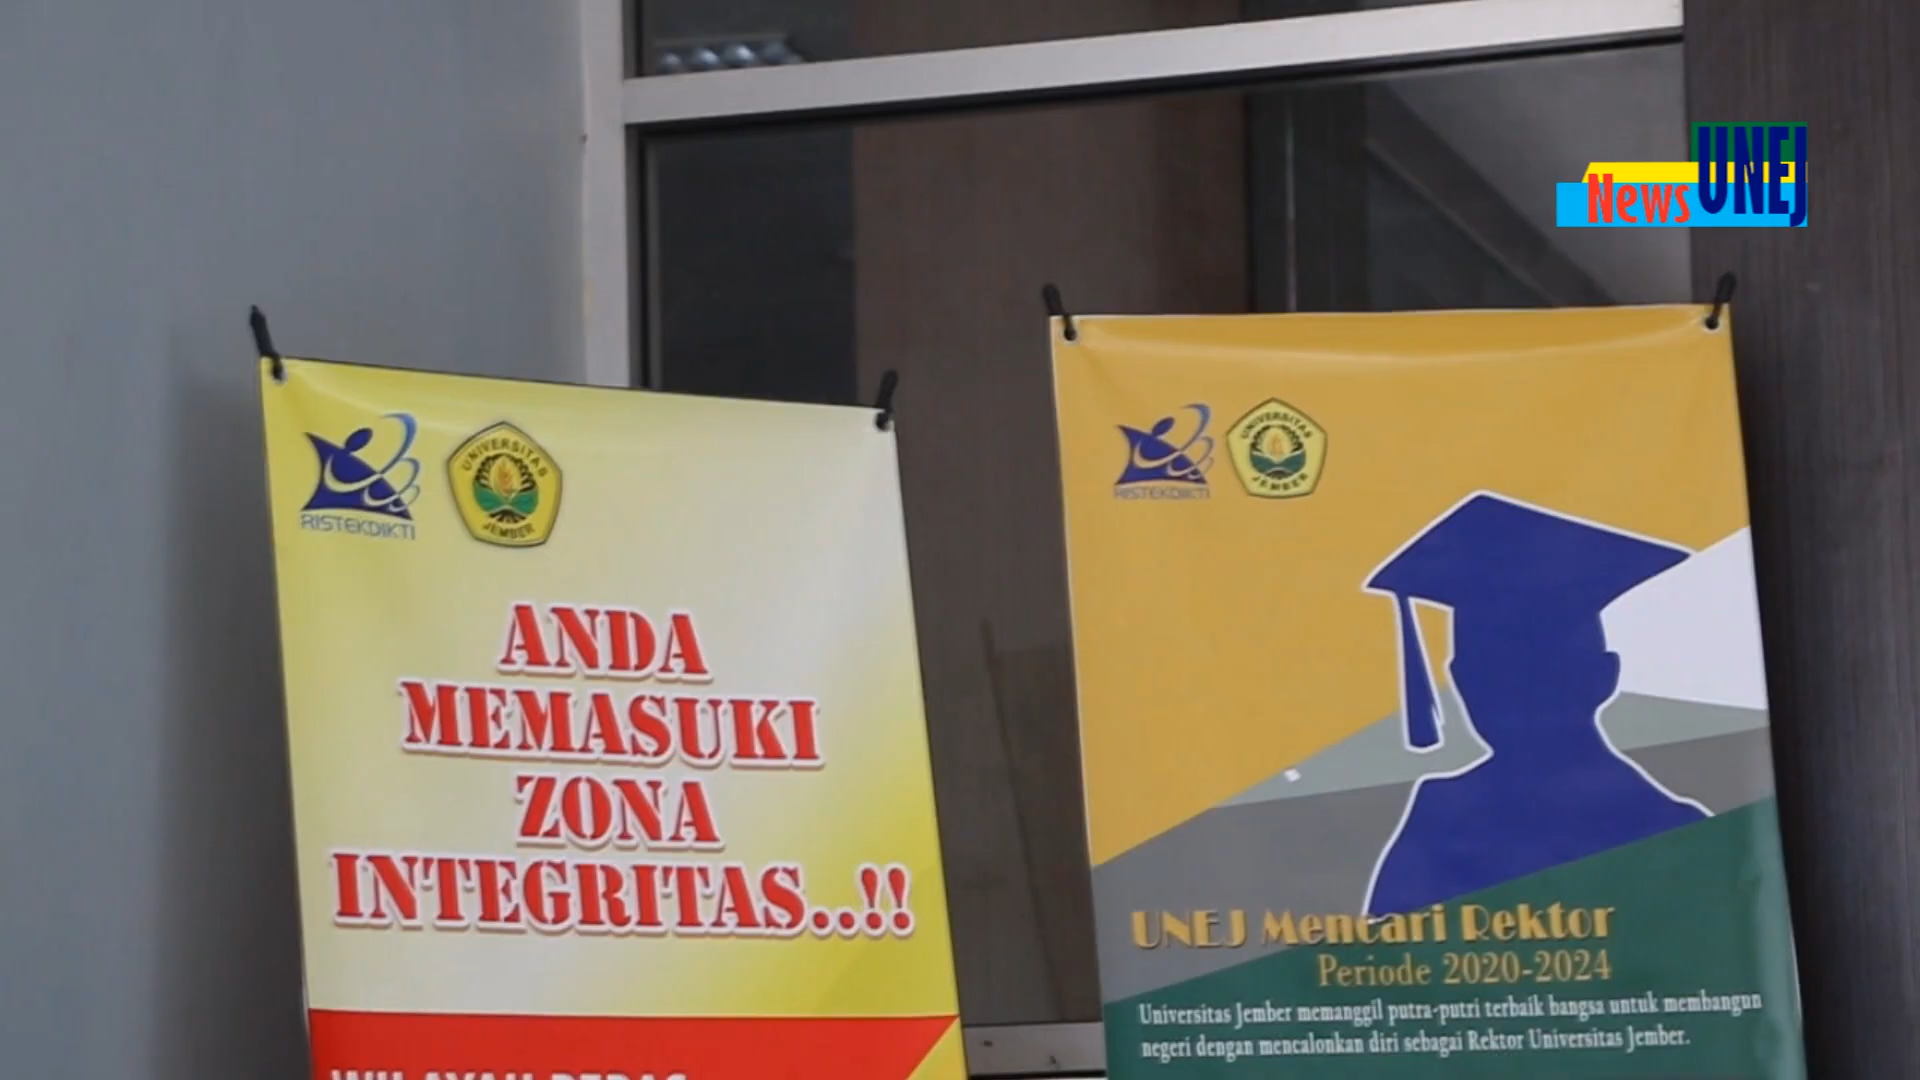 News UNEJ
RISTEKDIKTI
UNIVERSITAS
JEMBER
ANDA
MEMASUKI
ZONA
INTEGRITAS..!!
RISTEKDIKTI
UNIVERSITAS
JEMBER
UNEJ Mencari Rektor
Periode 2020-2024
Universitas Jember memanggil putra-putri terbaik bangsa untuk membangun
negeri dengan mencalonkan diri sebagai Rektor Universitas Jember.